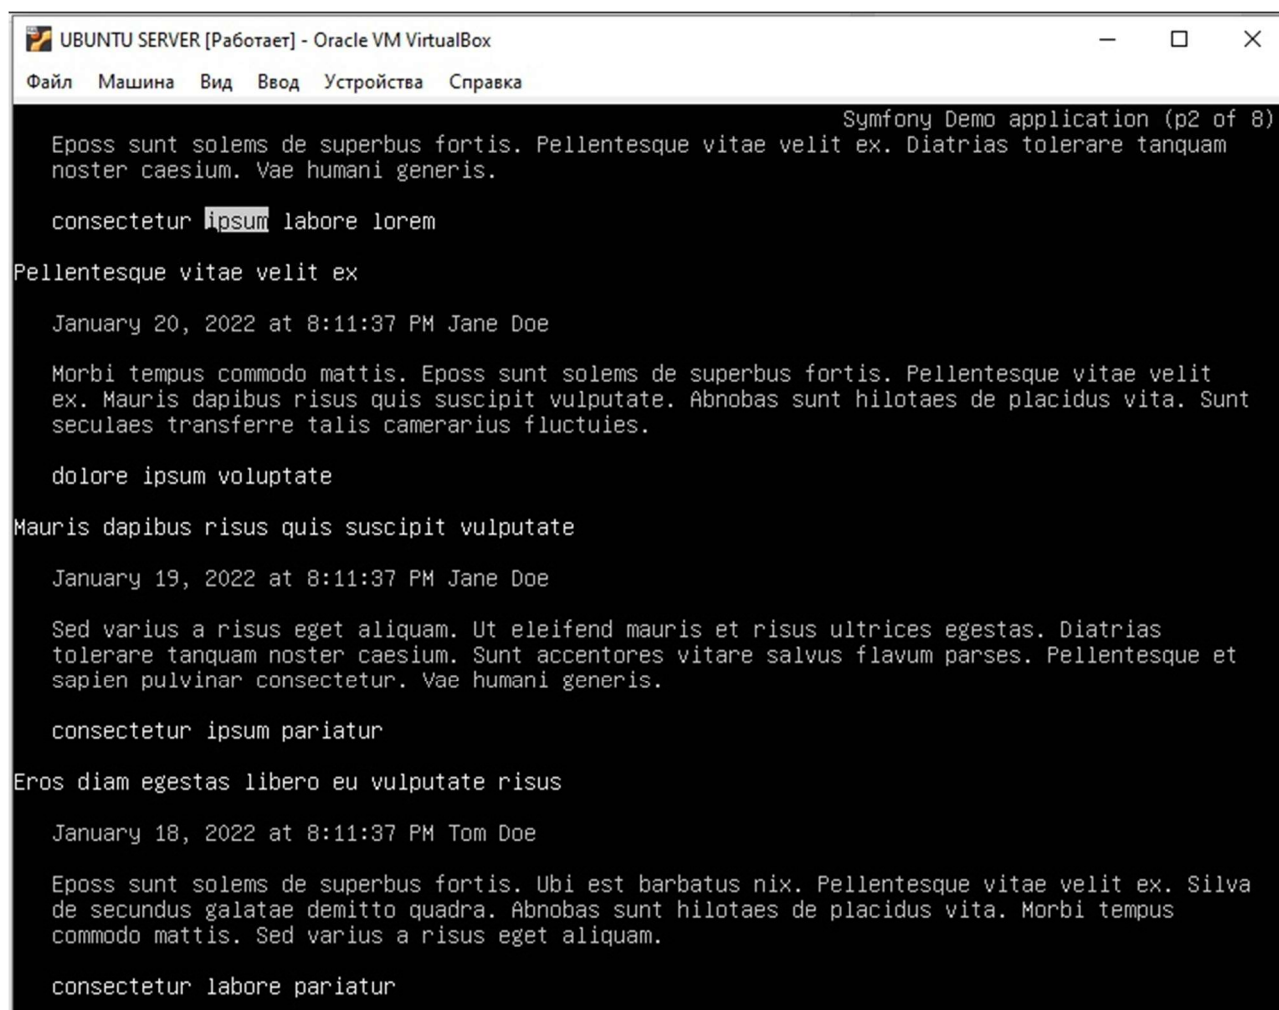 UBUNTU SERVER [Работает] - Oracle VM VirtualBox
Файл Машина Вид Ввод Устройства Справка
Symfony Demo application (p2 of 8)
Eposs sunt solems de superbus fortis. Pellentesque vitae velit ex. Diatrias tolerare tanquam
noster caesium. Vae humani generis.
consectetur ipsum labore lorem
Pellentesque vitae velit ex
January 20, 2022 at 8:11:37 PM Jane Doe
Morbi tempus commodo mattis. Eposs sunt solems de superbus fortis. Pellentesque vitae velit
ex. Mauris dapibus risus quis suscipit vulputate. Abnobas sunt hilotaes de placidus vita. Sunt
seculaes transferre talis camerarius fluctuies.
dolore ipsum voluptate
Mauris dapibus risus quis suscipit vulputate
January 19, 2022 at 8:11:37 PM Jane Doe
Sed varius a risus eget aliquam. Ut eleifend mauris et risus ultrices egestas. Diatrias
tolerare tanquam noster caesium. Sunt accentores vitare salvus flavum parses. Pellentesque et
sapien pulvinar consectetur. Vae humani generis.
consectetur ipsum pariatur
Eros diam egestas libero eu vulputate risus
January 18, 2022 at 8:11:37 PM Tom Doe
Eposs sunt solems de superbus fortis. Ubi est barbatus nix. Pellentesque vitae velit ex. Silva
de secundus galatae demitto quadra. Abnobas sunt hilotaes de placidus vita. Morbi tempus
commodo mattis. Sed varius a risus eget aliquam.
consectetur labore pariatur